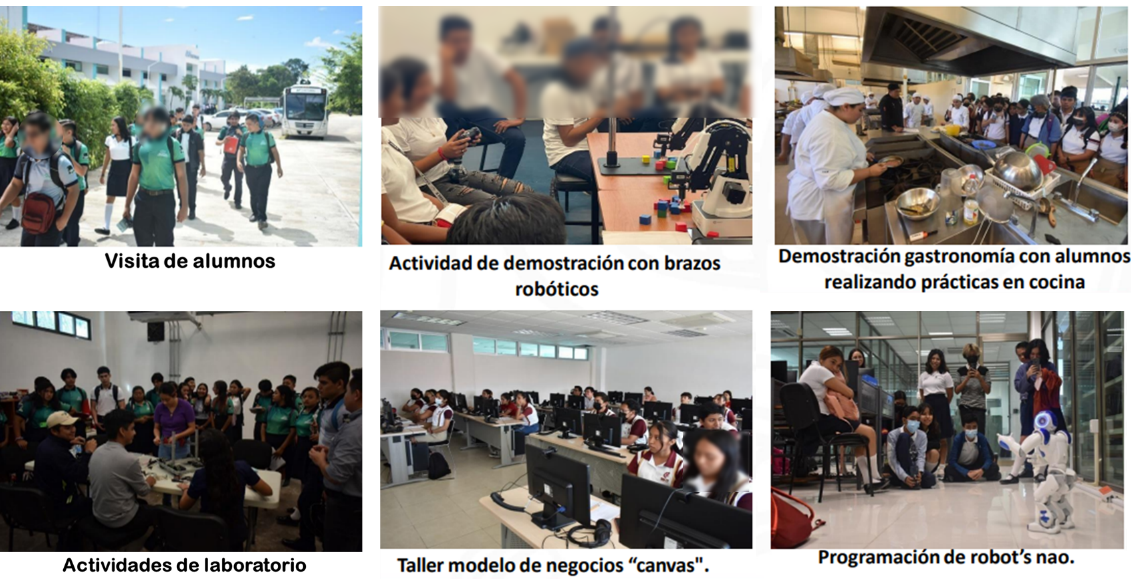 Visita de alumnos
Actividad de demostración con brazos
robóticos
Demostración gastronomía con alumnos
realizando prácticas en cocina
Actividades de laboratorio
Taller modelo de negocios “canvas".
Programación de robot’s nao.